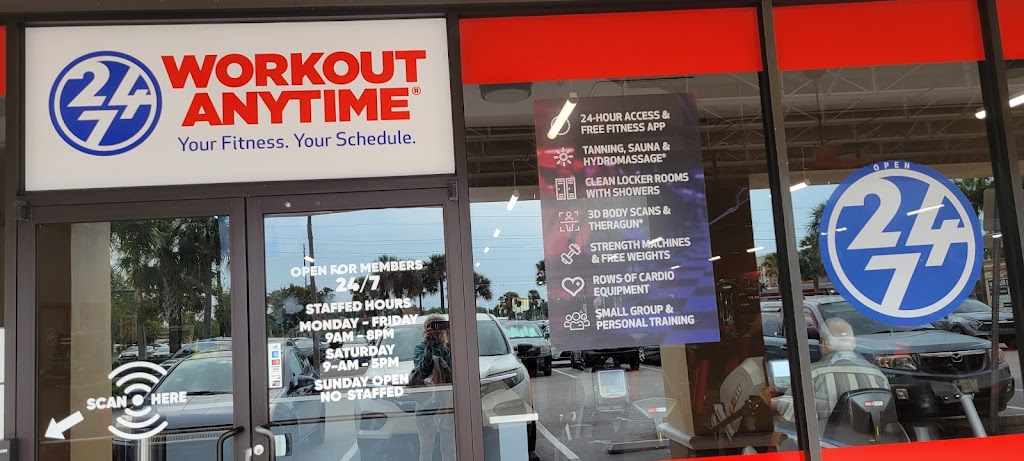 24
7
WORKOUT
ANYTIME®
Your Fitness. Your Schedule.
OPEN FOR MEMBERS
24/7
STAFFED HOURS
MONDAY - FRIDAY
9AM - 8PM
SATURDAY
9-AM - 5PM
SUNDAY OPEN
NO STAFFED
SCAN HERE
24-HOUR ACCESS &
FREE FITNESS APP
TANNING, SAUNA &
HYDROMASSAGE®
CLEAN LOCKER ROOMS
WITH SHOWERS
3D BODY SCANS &
THERAGUN®
STRENGTH MACHINES
& FREE WEIGHTS
ROWS OF CARDIO
EQUIPMENT
SMALL GROUP &
PERSONAL TRAINING
OPEN
24
7